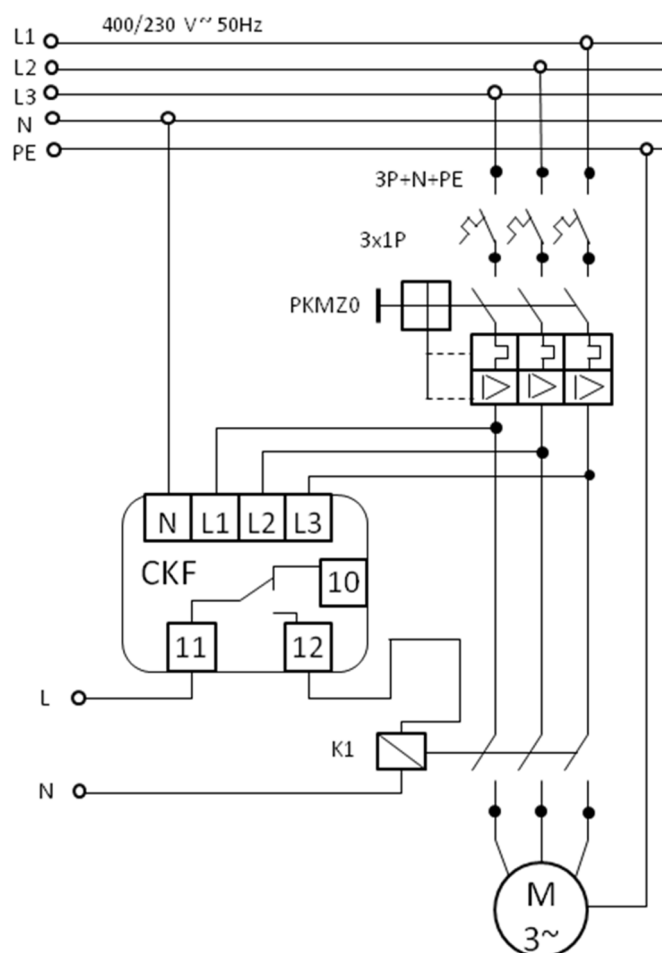 400/230 V~ 50Hz
L1
L2
L3
N
PE
3P+N+PE
3x1P
PKMZ0
N L1 L2 L3
CKF
10
11 12
L
K1
N
M
3~